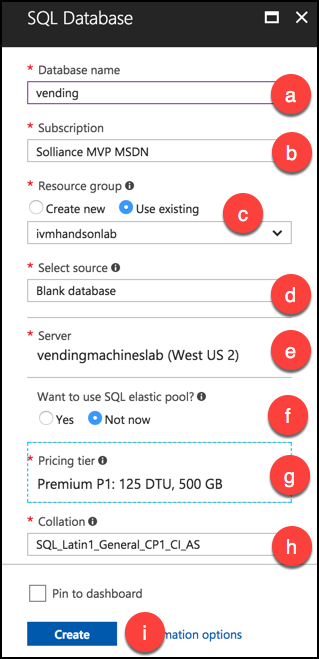 SQL Database
* Database name
vending
a
* Subscription
Solliance MVP MSDN
b
* Resource group
Create new Use existing
c
ivmhandsonlab
* Select source
Blank database
d
* Server
vendingmachineslab (West US 2)
e
Want to use SQL elastic pool?
Yes Not now
f
* Pricing tier
Premium P1: 125 DTU, 500 GB
g
* Collation
SQL_Latin1_General_CP1_CI_AS
h
Pin to dashboard
Create i mation options